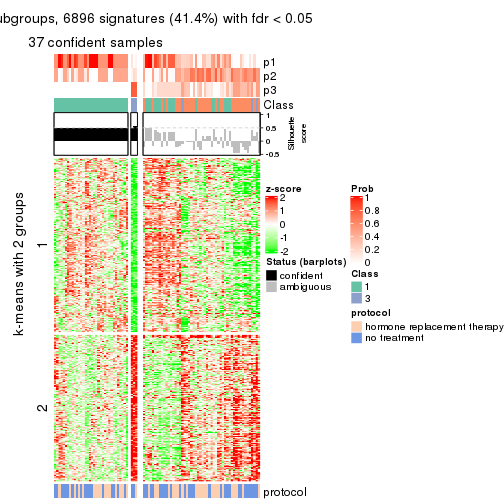 ubgroups, 6896 signatures (41.4%) with fdr < 0.05
37 confident samples
p1
p2
p3
Class
1
0.5
0
-0.5
Silhouette
score
k-means with 2 groups
1
2
z-score
2
1
0
-1
-2
Status (barplots)
confident
ambiguous
Prob
1
0.8
0.6
0.4
0.2
0
Class
1
3
protocol
hormone replacement therapy
no treatment
protocol